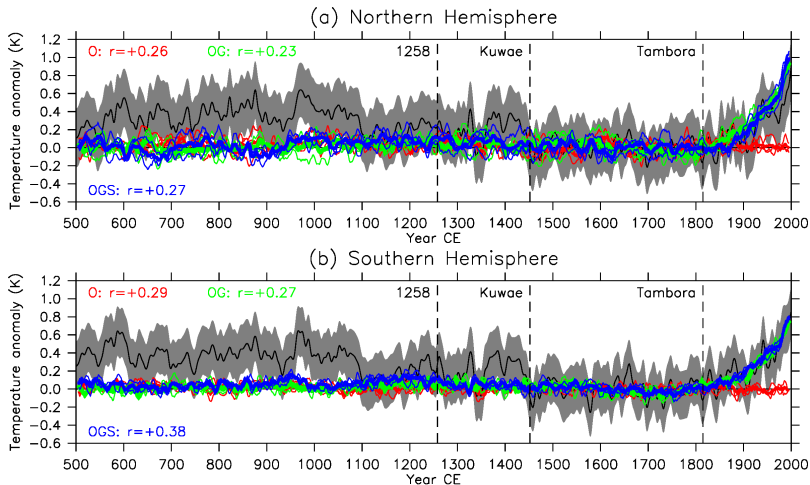 (a) Northern Hemisphere
Temperature anomaly (K)
1.2
1.0
0.8
0.6
0.4
0.2
0.0
−0.2
−0.4
−0.6
O: r=+0.26
OG: r=+0.23
1258
Kuwae
Tambora
OGS: r=+0.27
500 600 700 800 900 1000 1100 1200 1300 1400 1500 1600 1700 1800 1900 2000
Year CE
(b) Southern Hemisphere
Temperature anomaly (K)
1.2
1.0
0.8
0.6
0.4
0.2
0.0
−0.2
−0.4
−0.6
O: r=+0.29
OG: r=+0.27
1258
Kuwae
Tambora
OGS: r=+0.38
500 600 700 800 900 1000 1100 1200 1300 1400 1500 1600 1700 1800 1900 2000
Year CE